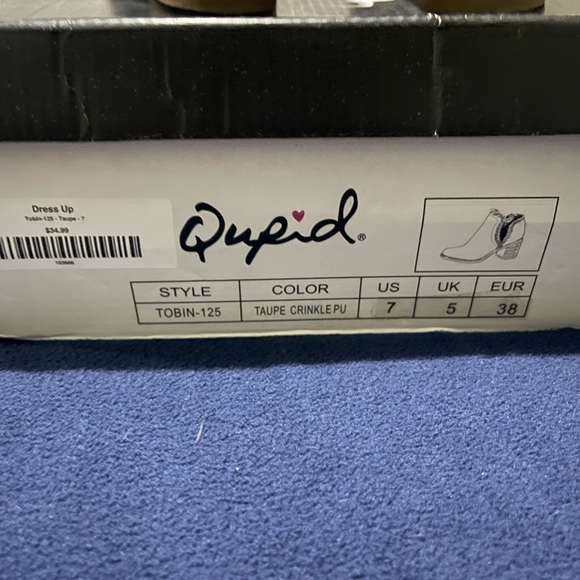 Dress Up
Tobin-125 - Taupe - 7
$34.99
163666
Qupid®
STYLE COLOR US UK EUR
TOBIN-125 TAUPE CRINKLE PU 7 5 38